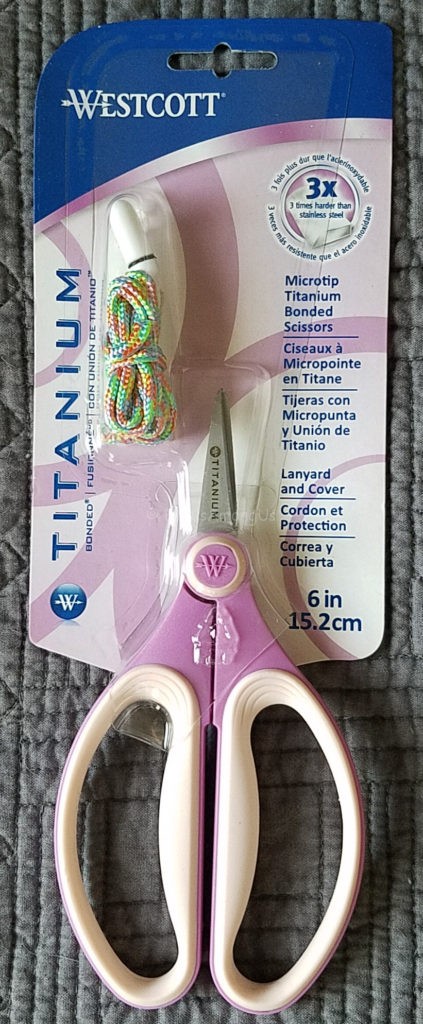 WESTCOTT®
3 fois plus dur que l'acier inoxydable
3x
3 times harder than
stainless steel
3 veces más resistente que el acero inoxidable
TITANIUM
BONDED® | FUSIONNÉ | CON UNIÓN DE TITANIO™
Microtip
Titanium
Bonded
Scissors
Ciseaux à
Micropointe
en Titane
Tijeras con
Micropunta
y Unión de
Titanio
Lanyard
and Cover
Cordon et
Protection
Correa y
Cubierta
6 in
15.2cm
W
TITANIUM
W